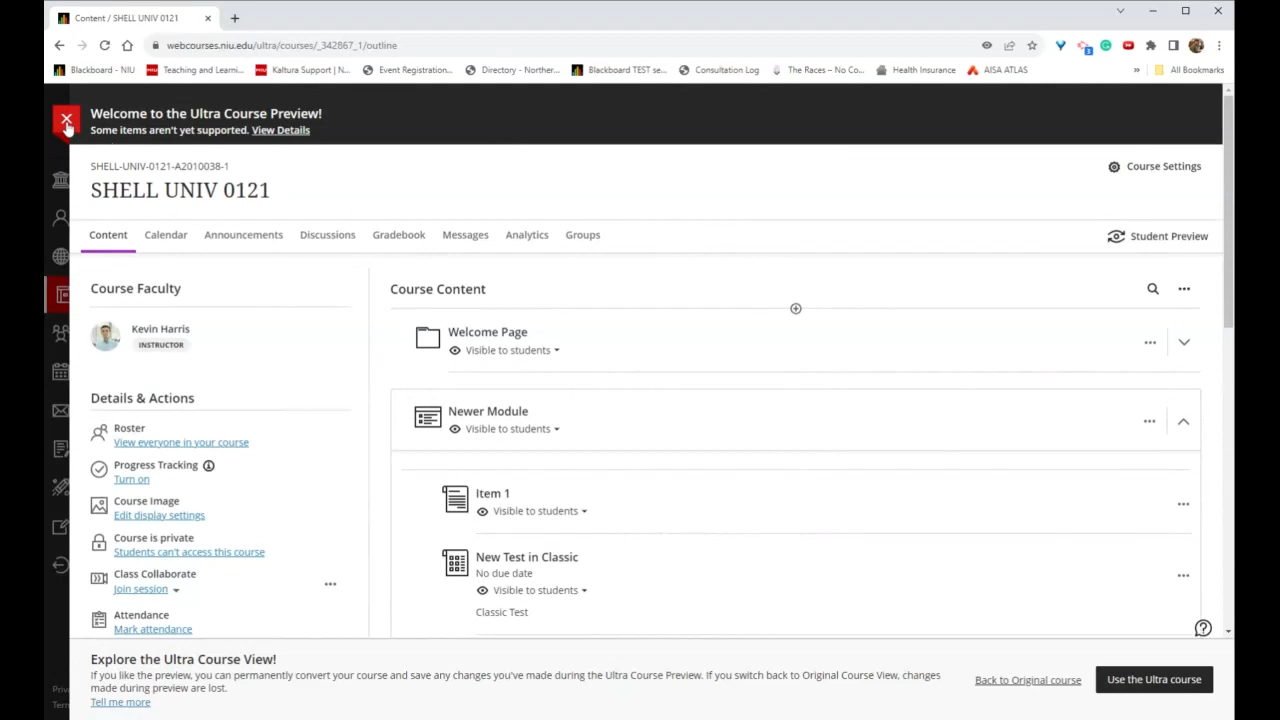 Content / SHELL UNIV 0121
webcourses.niu.edu/ultra/courses/_342867_1/outline
Blackboard - NIU
Teaching and Learni...
Kaltura Support | N...
Event Registration...
Directory - Norther...
Blackboard TEST se...
Consultation Log
The Races – No Co...
Health Insurance
AISA ATLAS
»
All Bookmarks
Welcome to the Ultra Course Preview!
Some items aren't yet supported. View Details
SHELL-UNIV-0121-A2010038-1
Course Settings
SHELL UNIV 0121
Content
Calendar
Announcements
Discussions
Gradebook
Messages
Analytics
Groups
Student Preview
Course Faculty
Kevin Harris
INSTRUCTOR
Details & Actions
Roster
View everyone in your course
Progress Tracking
Turn on
Course Image
Edit display settings
Course is private
Students can't access this course
Class Collaborate
Join session
Attendance
Mark attendance
Course Content
Welcome Page
Visible to students
Newer Module
Visible to students
Item 1
Visible to students
New Test in Classic
No due date
Visible to students
Classic Test
Explore the Ultra Course View!
If you like the preview, you can permanently convert your course and save any changes you've made during the Ultra Course Preview. If you switch back to Original Course View, changes
made during preview are lost.
Tell me more
Back to Original course
Use the Ultra course
Priv
Term